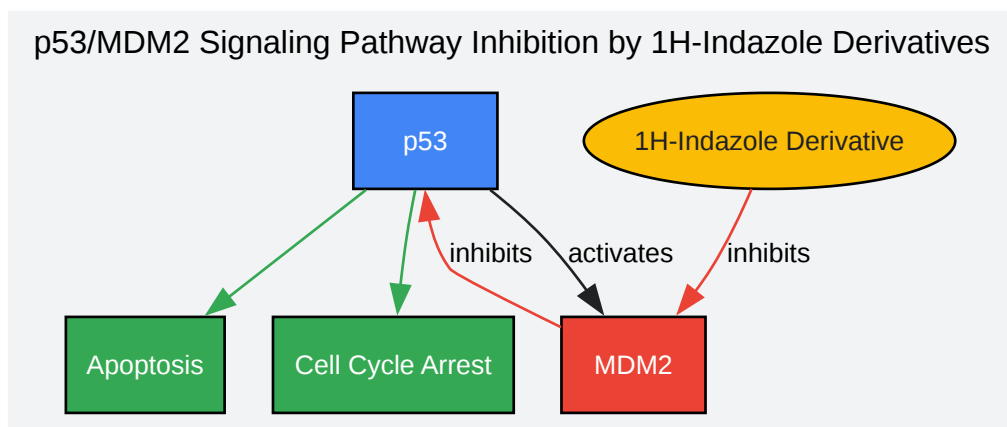 p53/MDM2 Signaling Pathway Inhibition by 1H-Indazole Derivatives
p53
1H-Indazole Derivative
inhibits
activates
inhibits
Apoptosis
Cell Cycle Arrest
MDM2